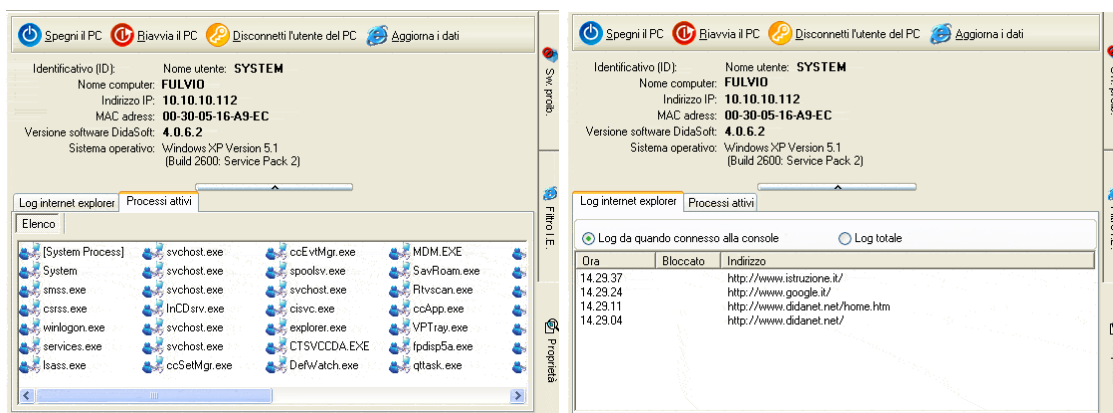 Spegni il PC Riavvia il PC Disconnetti l'utente del PC Aggiorna i dati
Identificativo (ID): Nome utente: SYSTEM
Nome computer: FULVIO
Indirizzo IP: 10.10.10.112
MAC adress: 00-30-05-16-A9-EC
Versione software DidaSoft: 4.0.6.2
Sistema operativo: Windows XP Version 5.1
(Build 2600: Service Pack 2)
Log internet explorer Processi attivi
Elenco
[System Process] svchost.exe ccEvtMgr.exe MDM.EXE
System svchost.exe spoolsv.exe SavRoam.exe
smss.exe svchost.exe svchost.exe Rtvscan.exe
csrss.exe InCDsrv.exe cisvc.exe ccApp.exe
winlogon.exe svchost.exe explorer.exe VPTray.exe
services.exe svchost.exe CTSVCCDA.EXE fpdisp5a.exe
lsass.exe ccSetMgr.exe DefWatch.exe qttask.exe
Sw. proib.
Filtro I.E.
Proprietà
Spegni il PC Riavvia il PC Disconnetti l'utente del PC Aggiorna i dati
Identificativo (ID): Nome utente: SYSTEM
Nome computer: FULVIO
Indirizzo IP: 10.10.10.112
MAC adress: 00-30-05-16-A9-EC
Versione software DidaSoft: 4.0.6.2
Sistema operativo: Windows XP Version 5.1
(Build 2600: Service Pack 2)
Log internet explorer Processi attivi
Log da quando connesso alla console Log totale
Ora Bloccato Indirizzo
14.29.37 http://www.istruzione.it/
14.29.24 http://www.google.it/
14.29.11 http://www.didanet.net/home.htm
14.29.04 http://www.didanet.net/